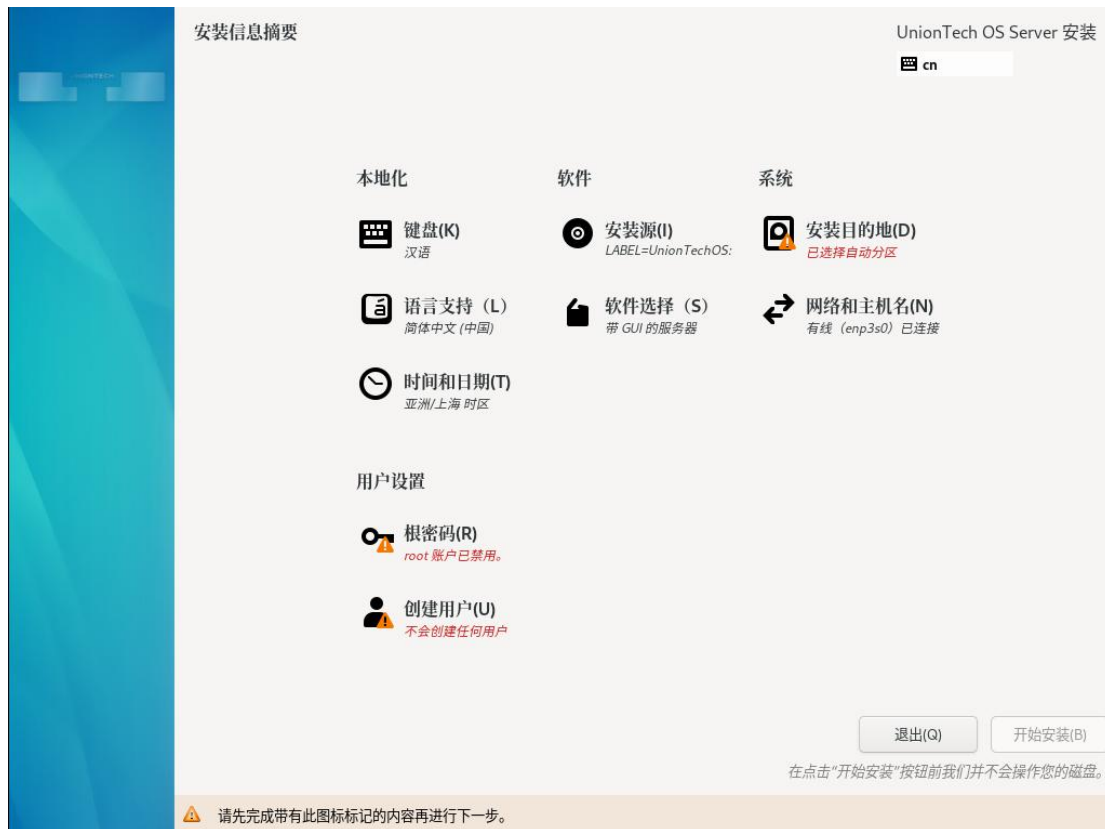 安装信息摘要
UnionTech OS Server 安装
cn
本地化
软件
系统
键盘(K)
汉语
安装源(I)
LABEL=UnionTechOS:
安装目的地(D)
已选择自动分区
语言支持（L）
简体中文 (中国)
软件选择（S）
带 GUI 的服务器
网络和主机名(N)
有线（enp3s0）已连接
时间和日期(T)
亚洲/上海 时区
用户设置
根密码(R)
root 账户已禁用。
创建用户(U)
不会创建任何用户
退出(Q)
开始安装(B)
在点击“开始安装”按钮前我们并不会操作您的磁盘。
请先完成带有此图标标记的内容再进行下一步。